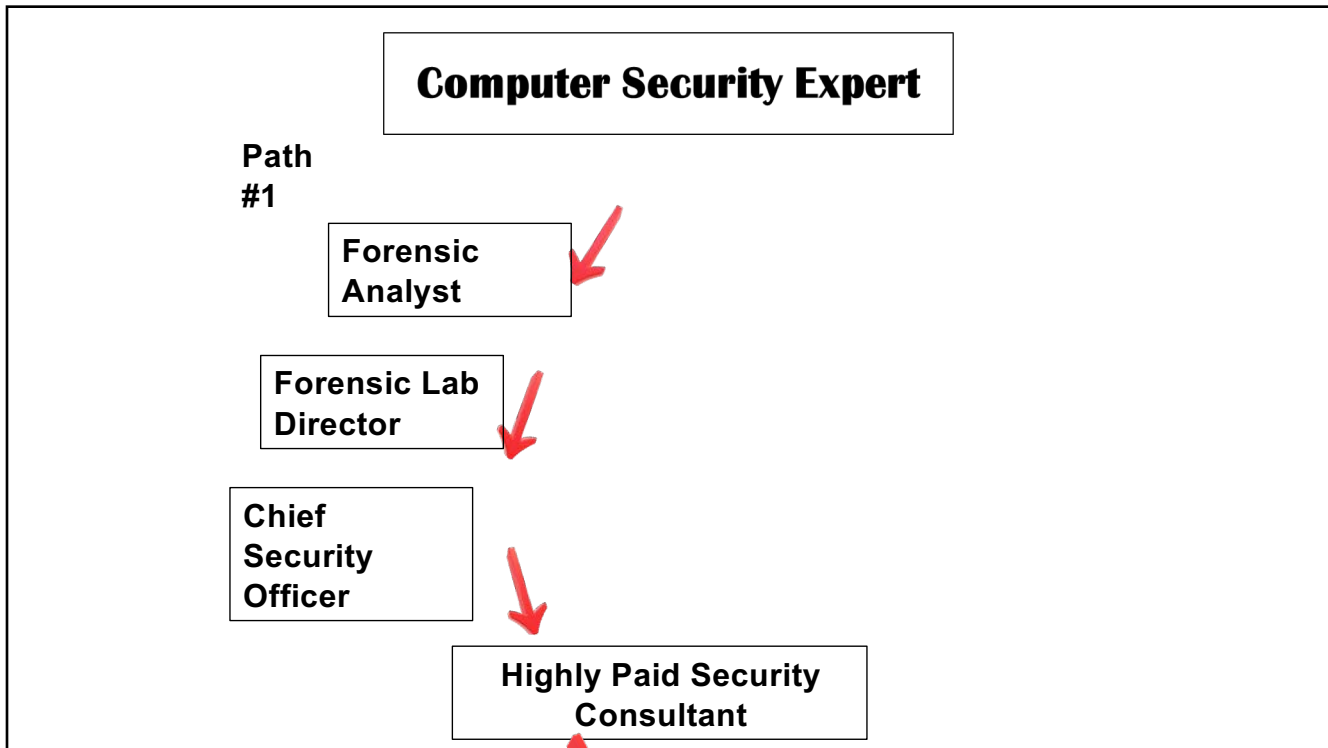 Computer Security Expert
Path
#1
Forensic
Analyst
Forensic Lab
Director
Chief
Security
Officer
Highly Paid Security
Consultant